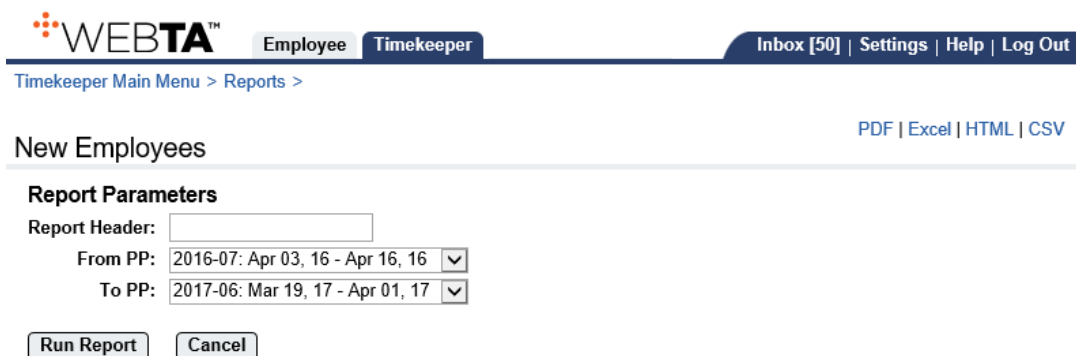 WEBTA™ Employee Timekeeper Inbox [50] | Settings | Help | Log Out
Timekeeper Main Menu > Reports >
PDF | Excel | HTML | CSV
New Employees
Report Parameters
Report Header:
From PP: 2016-07: Apr 03, 16 - Apr 16, 16
To PP: 2017-06: Mar 19, 17 - Apr 01, 17
Run Report Cancel